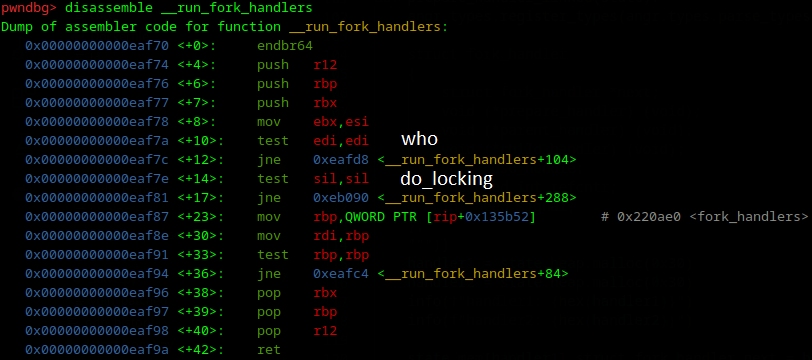 pwndbg> disassemble __run_fork_handlers
Dump of assembler code for function __run_fork_handlers:
0x00000000000eaf70 <+0>: endbr64
0x00000000000eaf74 <+4>: push r12
0x00000000000eaf76 <+6>: push rbp
0x00000000000eaf77 <+7>: push rbx
0x00000000000eaf78 <+8>: mov ebx,esi
0x00000000000eaf7a <+10>: test edi,edi who
0x00000000000eaf7c <+12>: jne 0xeafd8 <__run_fork_handlers+104>
0x00000000000eaf7e <+14>: test sil,sil do_locking
0x00000000000eaf81 <+17>: jne 0xeb090 <__run_fork_handlers+288>
0x00000000000eaf87 <+23>: mov rbp,QWORD PTR [rip+0x135b52] # 0x220ae0 <fork_handlers>
0x00000000000eaf8e <+30>: mov rdi,rbp
0x00000000000eaf91 <+33>: test rbp,rbp
0x00000000000eaf94 <+36>: jne 0xeafc4 <__run_fork_handlers+84>
0x00000000000eaf96 <+38>: pop rbx
0x00000000000eaf97 <+39>: pop rbp
0x00000000000eaf98 <+40>: pop r12
0x00000000000eaf9a <+42>: ret